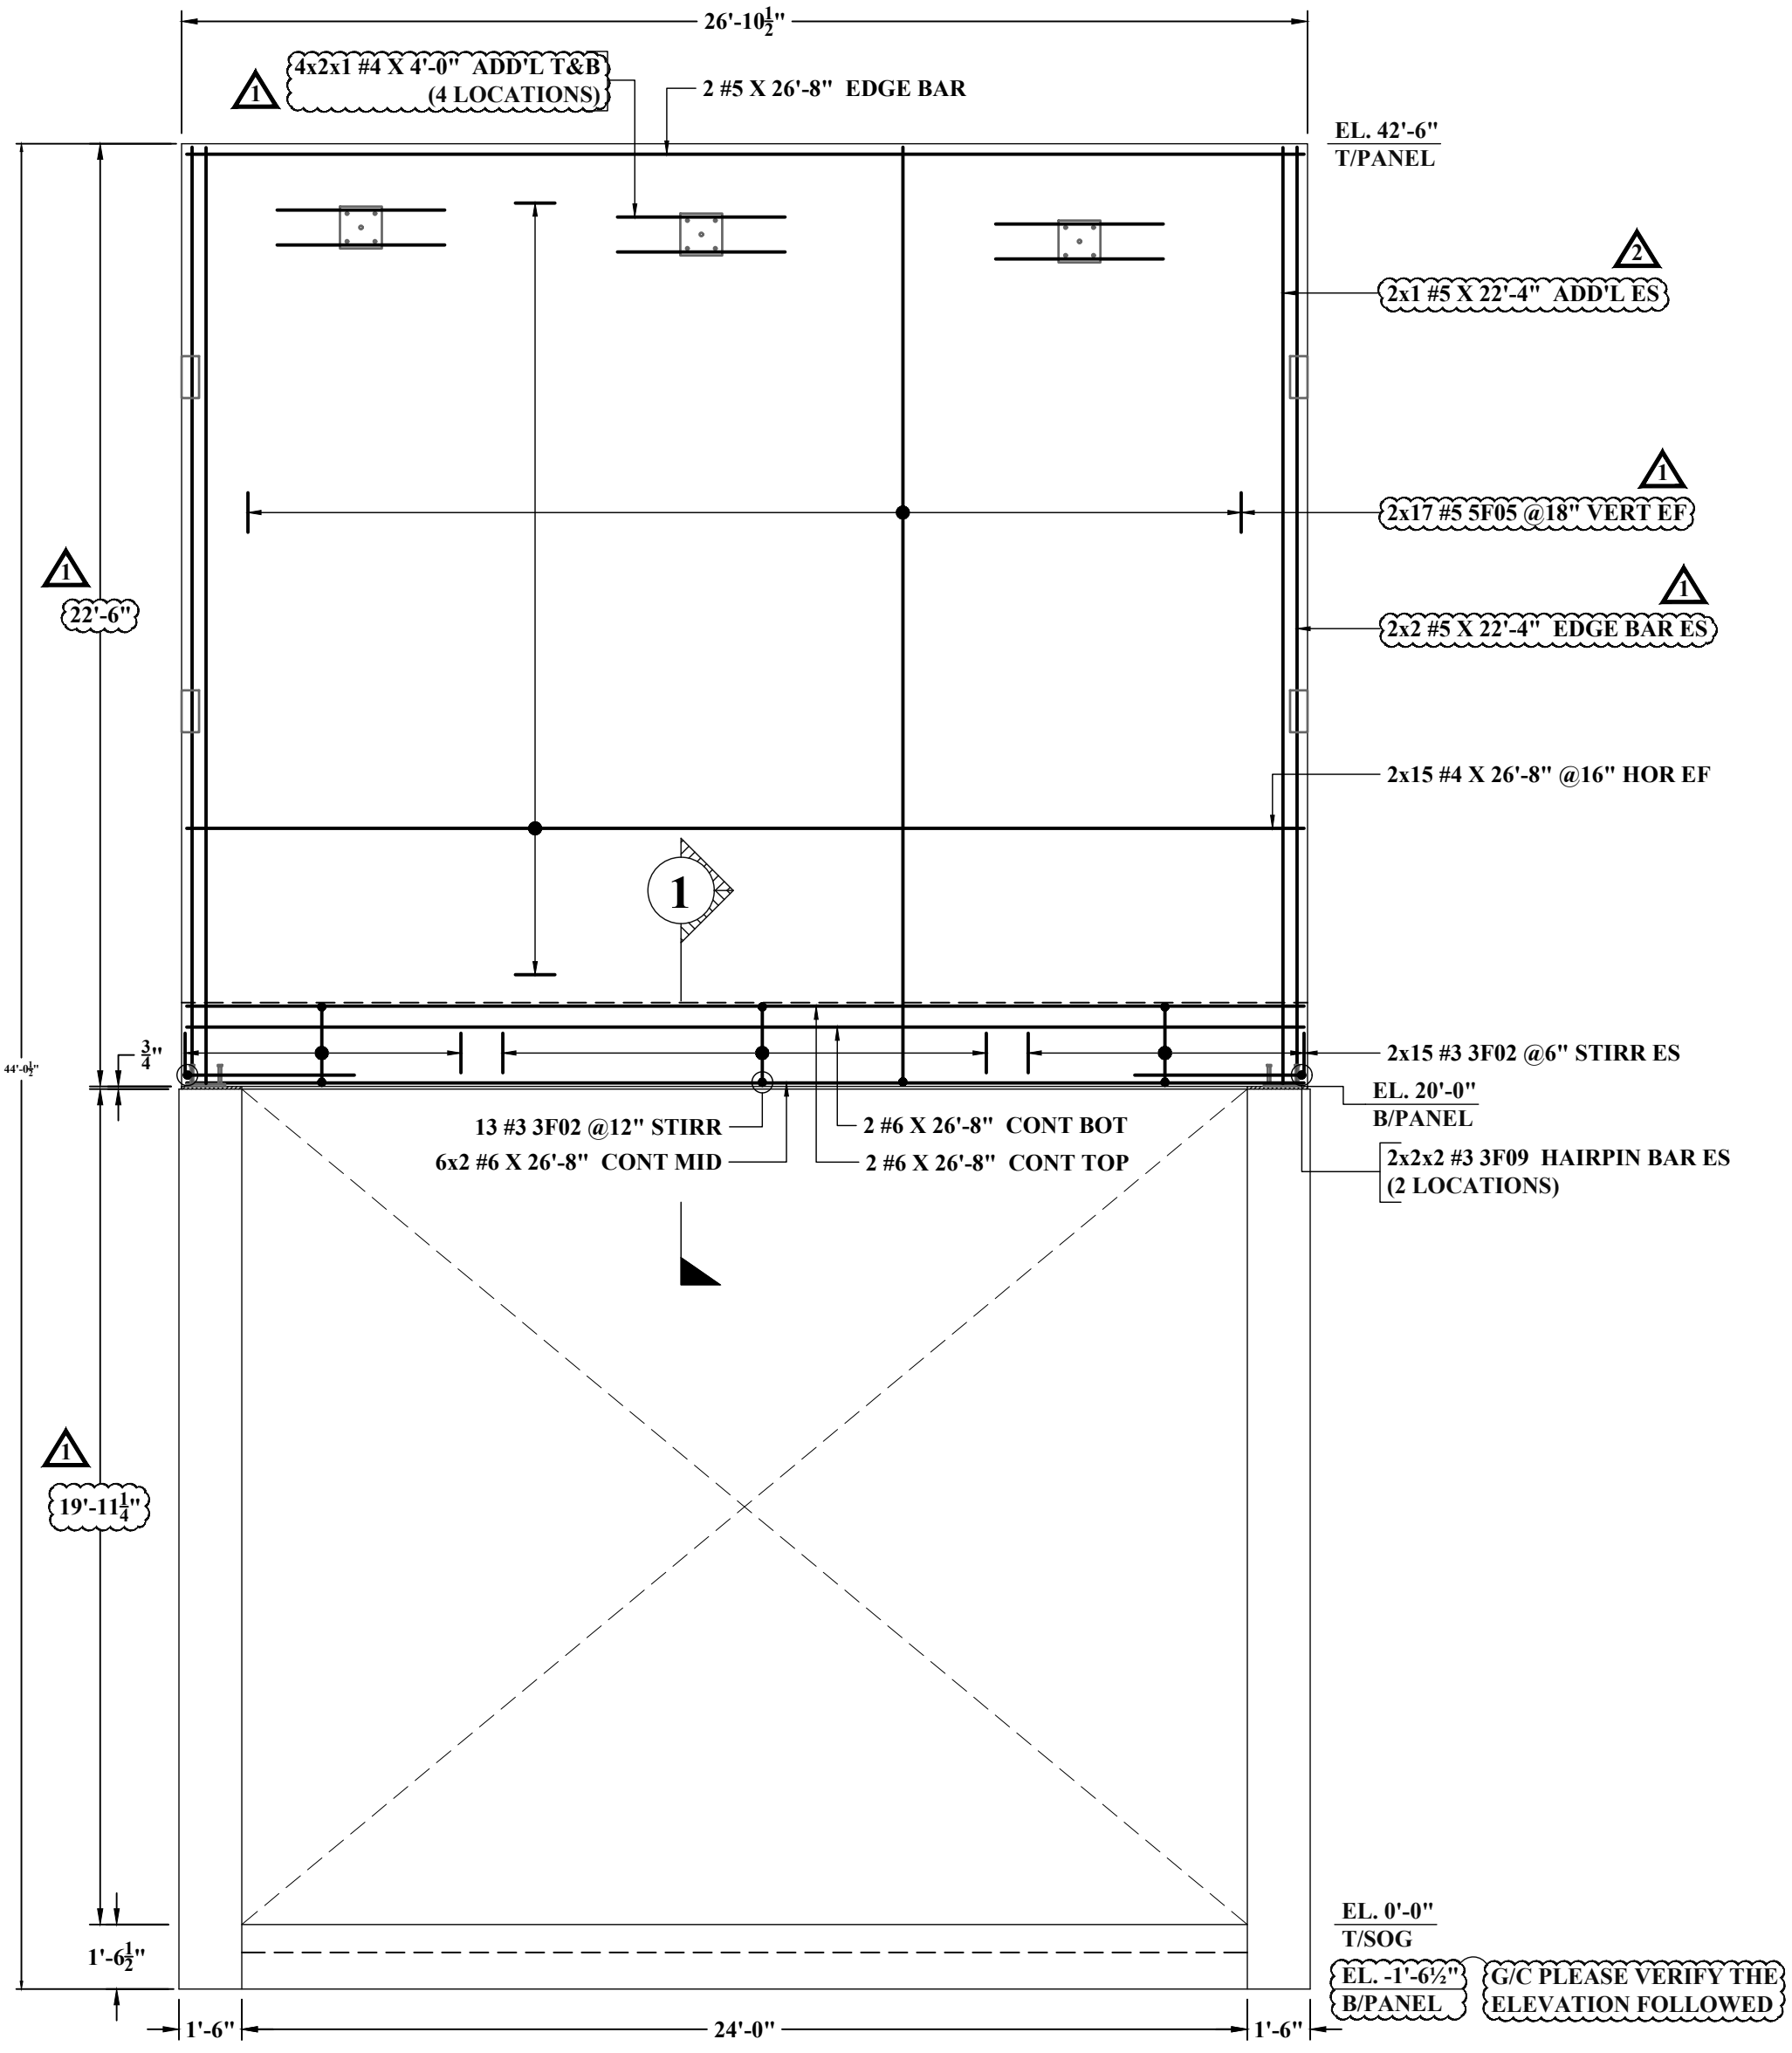 26'-10½"
1
4x2x1 #4 X 4'-0" ADD'L T&B
(4 LOCATIONS)
2 #5 X 26'-8" EDGE BAR
EL. 42'-6"
T/PANEL
2
2x1 #5 X 22'-4" ADD'L ES
1
2x17 #5 5F05 @18" VERT EF
1
22'-6"
1
2x2 #5 X 22'-4" EDGE BAR ES
2x15 #4 X 26'-8" @16" HOR EF
1
¾"
44'-0½"
2x15 #3 3F02 @6" STIRR ES
EL. 20'-0"
B/PANEL
13 #3 3F02 @12" STIRR
2 #6 X 26'-8" CONT BOT
6x2 #6 X 26'-8" CONT MID
2 #6 X 26'-8" CONT TOP
2x2x2 #3 3F09 HAIRPIN BAR ES
(2 LOCATIONS)
1
19'-11¼"
EL. 0'-0"
T/SOG
1'-6½"
EL. -1'-6½"
B/PANEL
G/C PLEASE VERIFY THE
ELEVATION FOLLOWED
1'-6"
24'-0"
1'-6"